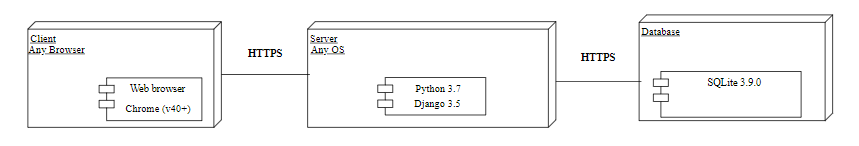 Client
Any Browser
Web browser
Chrome (v40+)
HTTPS
Server
Any OS
Python 3.7
Django 3.5
HTTPS
Database
SQLite 3.9.0